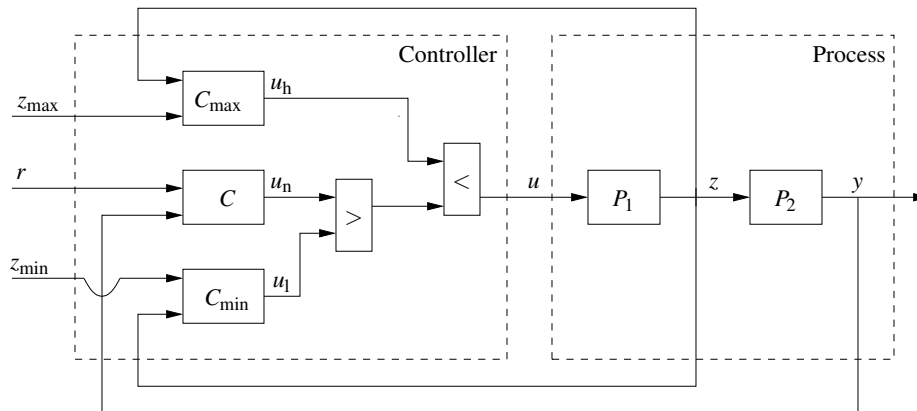 Controller
Process
z_max
C_max
u_h
r
C
u_n
>
<
u
P_1
z
P_2
y
z_min
C_min
u_l